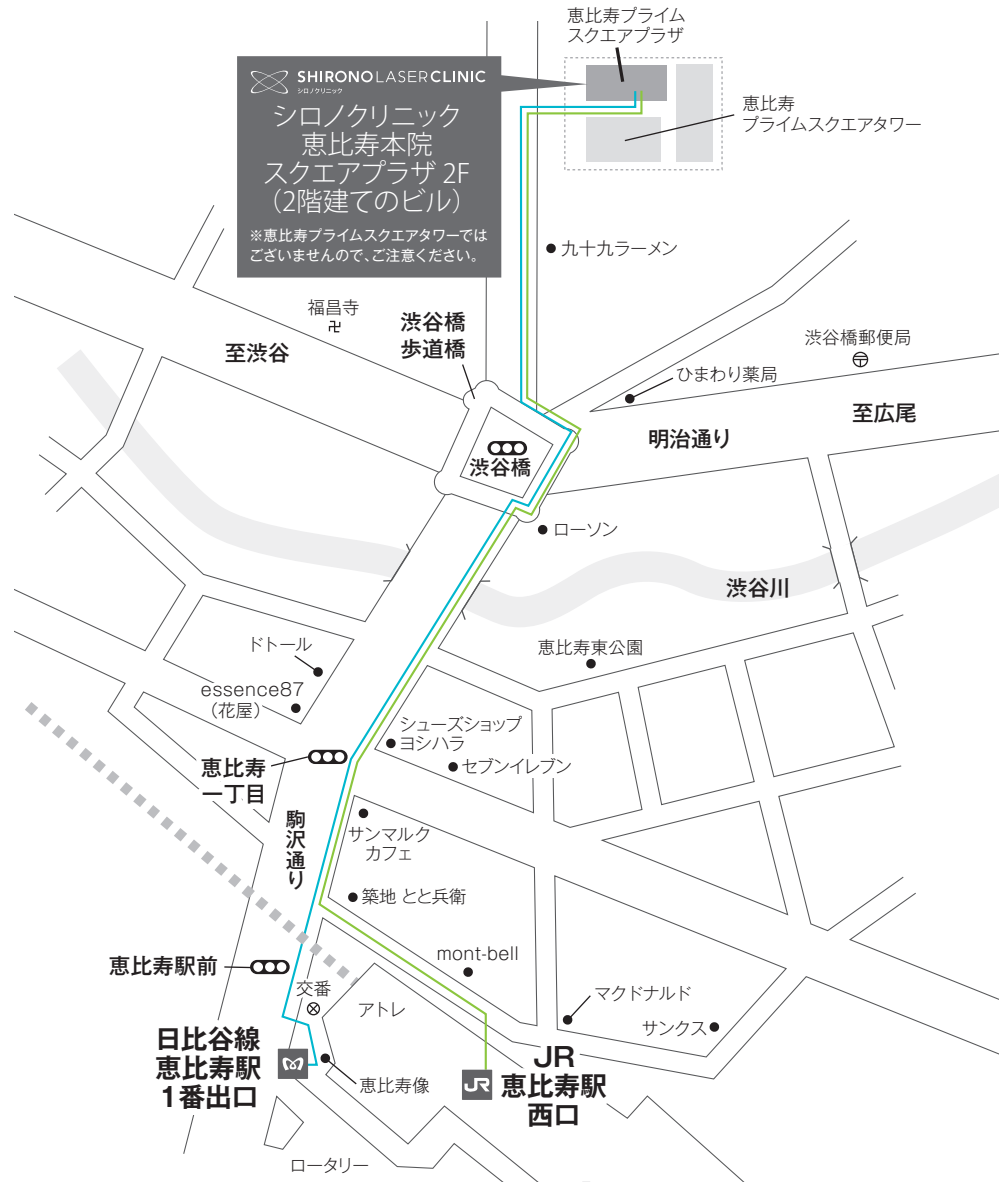 恵比寿プライム
スクエアプラザ
SHIRONO LASER CLINIC
シロノクリニック
シロノクリニック
恵比寿本院
スクエアプラザ 2F
（2階建てのビル）
※恵比寿プライムスクエアタワーでは
ございませんので、ご注意ください。
恵比寿
プライムスクエアタワー
九十九ラーメン
福昌寺
卍
至渋谷
渋谷橋
歩道橋
渋谷橋郵便局
ひまわり薬局
至広尾
明治通り
渋谷橋
ローソン
渋谷川
ドトール
恵比寿東公園
essence87
（花屋）
シューズショップ
ヨシハラ
セブンイレブン
恵比寿
一丁目
駒沢通り
サンマルク
カフェ
築地 とと兵衛
mont-bell
恵比寿駅前
交番
アトレ
マクドナルド
サンクス
日比谷線
恵比寿駅
1番出口
恵比寿像
JR
JR
恵比寿駅
西口
ロータリー